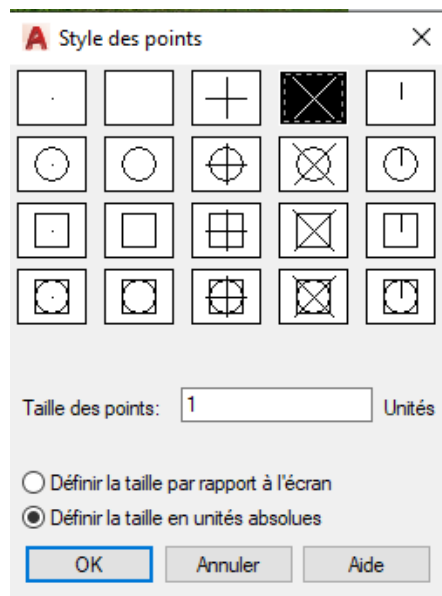 Style des points
Taille des points: 1 Unités
Définir la taille par rapport à l'écran
Définir la taille en unités absolues
OK Annuler Aide